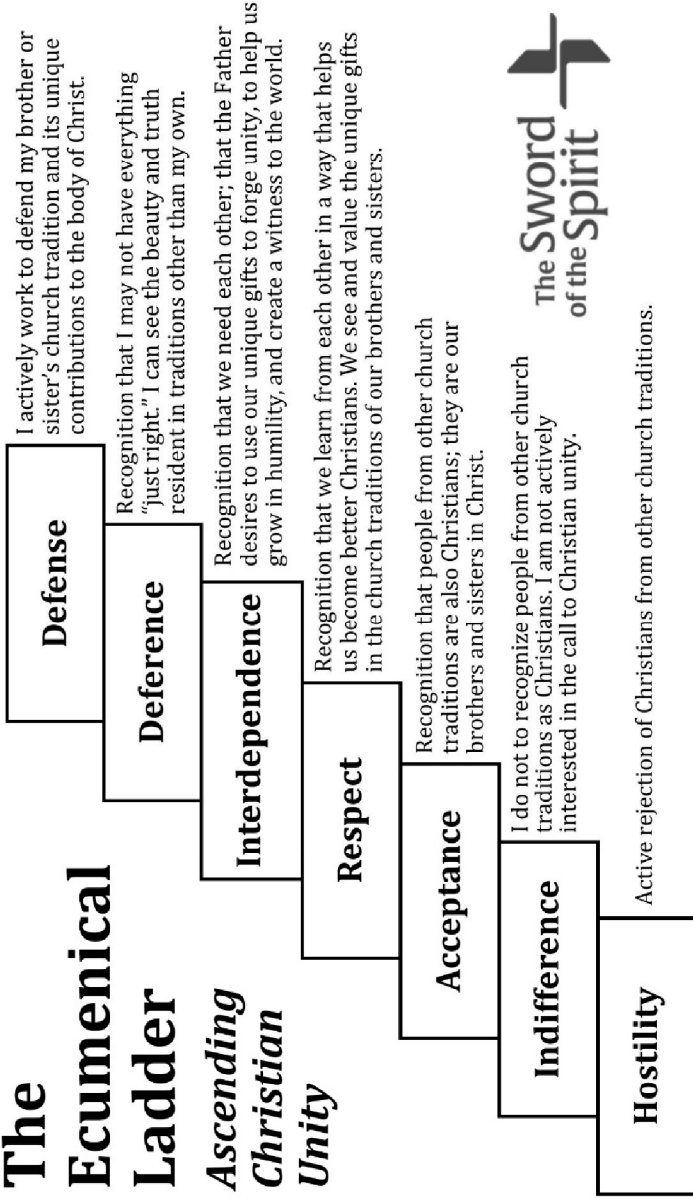 The
Ecumenical
Ladder
Ascending
Christian
Unity
Defense
I actively work to defend my brother or
sister’s church tradition and its unique
contributions to the body of Christ.
Deference
Recognition that I may not have everything
“just right.” I can see the beauty and truth
resident in traditions other than my own.
Interdependence
Recognition that we need each other; that the Father
desires to use our unique gifts to forge unity, to help us
grow in humility, and create a witness to the world.
Respect
Recognition that we learn from each other in a way that helps
us become better Christians. We see and value the unique gifts
in the church traditions of our brothers and sisters.
Acceptance
Recognition that people from other church
traditions are also Christians; they are our
brothers and sisters in Christ.
Indifference
I do not to recognize people from other church
traditions as Christians. I am not actively
interested in the call to Christian unity.
Hostility
Active rejection of Christians from other church traditions.
The Sword
of the Spirit